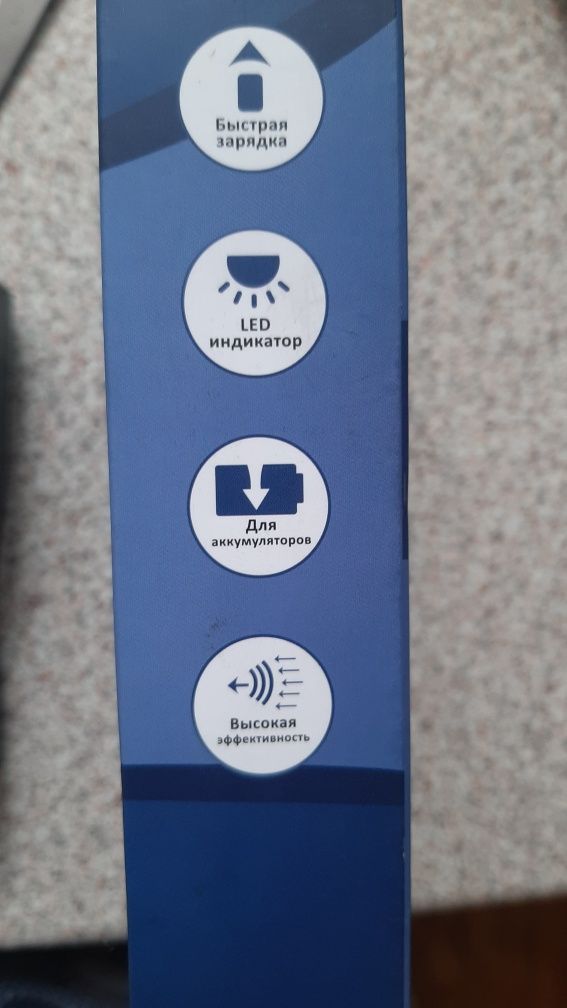 Быстрая
зарядка
LED
индикатор
Для
аккумуляторов
Высокая
эффективность